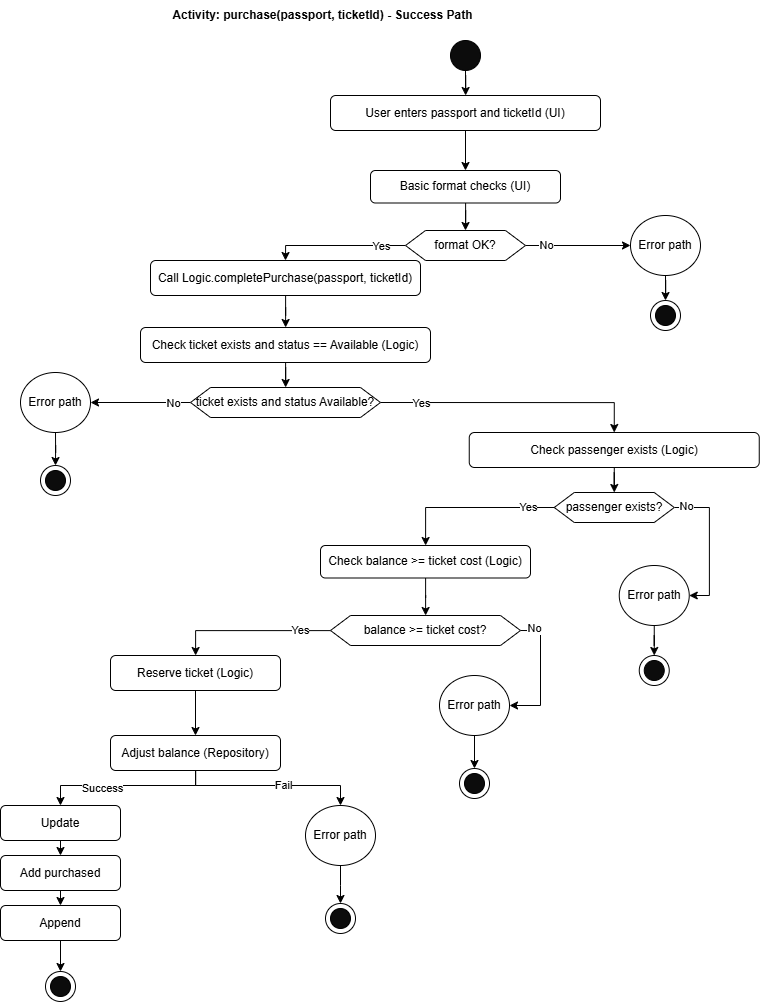 Activity: purchase(passport, ticketId) - Success Path
User enters passport and ticketId (UI)
Basic format checks (UI)
format OK?
Yes
No
Error path
Call Logic.completePurchase(passport, ticketId)
Check ticket exists and status == Available (Logic)
Error path
No
ticket exists and status Available?
Yes
Check passenger exists (Logic)
Yes
passenger exists?
No
Check balance >= ticket cost (Logic)
Error path
Yes
balance >= ticket cost?
No
Reserve ticket (Logic)
Error path
Adjust balance (Repository)
Success
Fail
Update
Error path
Add purchased
Append